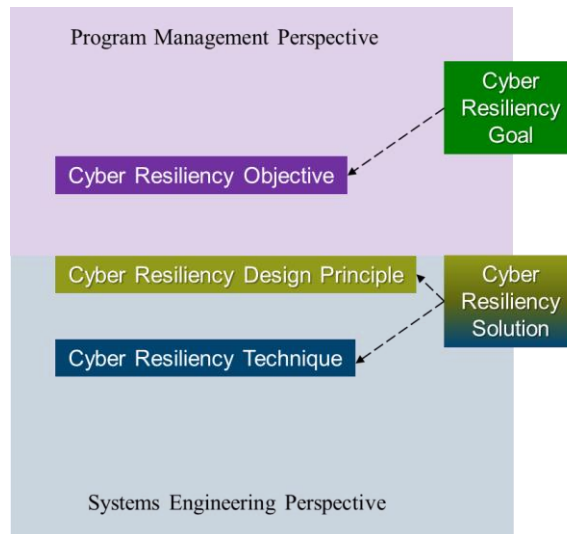 Program Management Perspective
Cyber
Resiliency
Goal
Cyber Resiliency Objective
Cyber Resiliency Design Principle
Cyber
Resiliency
Solution
Cyber Resiliency Technique
Systems Engineering Perspective